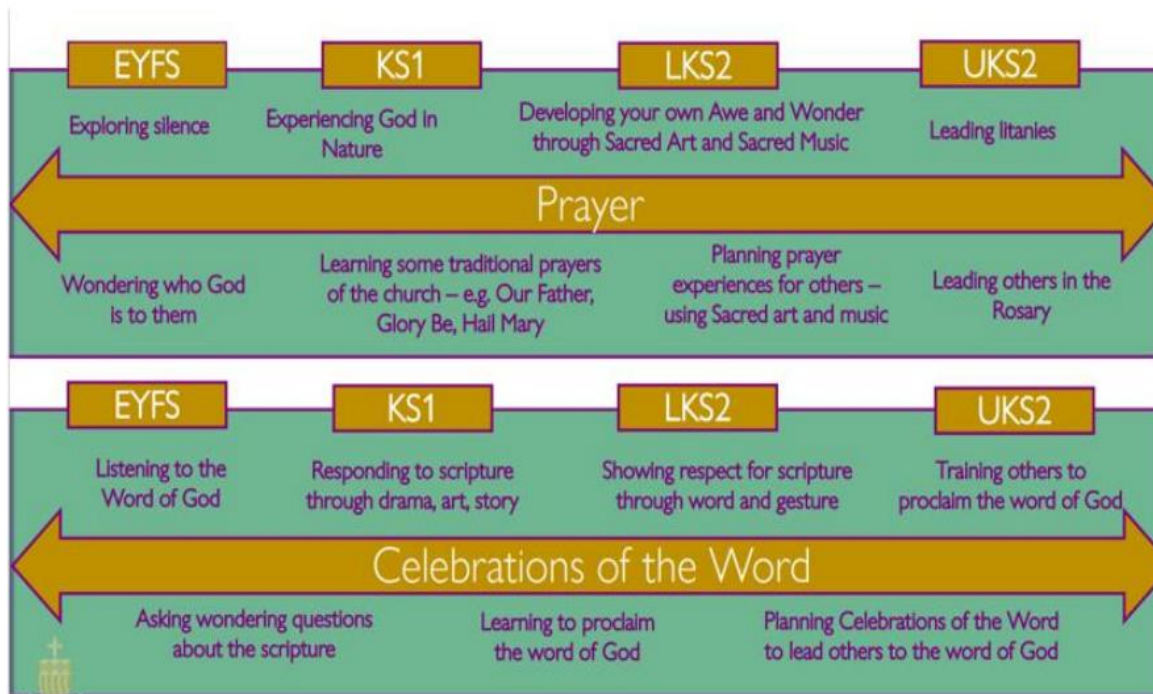 EYFS
KS1
LKS2
UKS2
Exploring silence
Experiencing God in
Nature
Developing your own Awe and Wonder
through Sacred Art and Sacred Music
Leading litanies
Prayer
Wondering who God
is to them
Learning some traditional prayers
of the church – e.g. Our Father,
Glory Be, Hail Mary
Planning prayer
experiences for others –
using Sacred art and music
Leading others in the
Rosary
EYFS
KS1
LKS2
UKS2
Listening to the
Word of God
Responding to scripture
through drama, art, story
Showing respect for scripture
through word and gesture
Training others to
proclaim the word of God
Celebrations of the Word
Asking wondering questions
about the scripture
Learning to proclaim
the word of God
Planning Celebrations of the Word
to lead others to the word of God